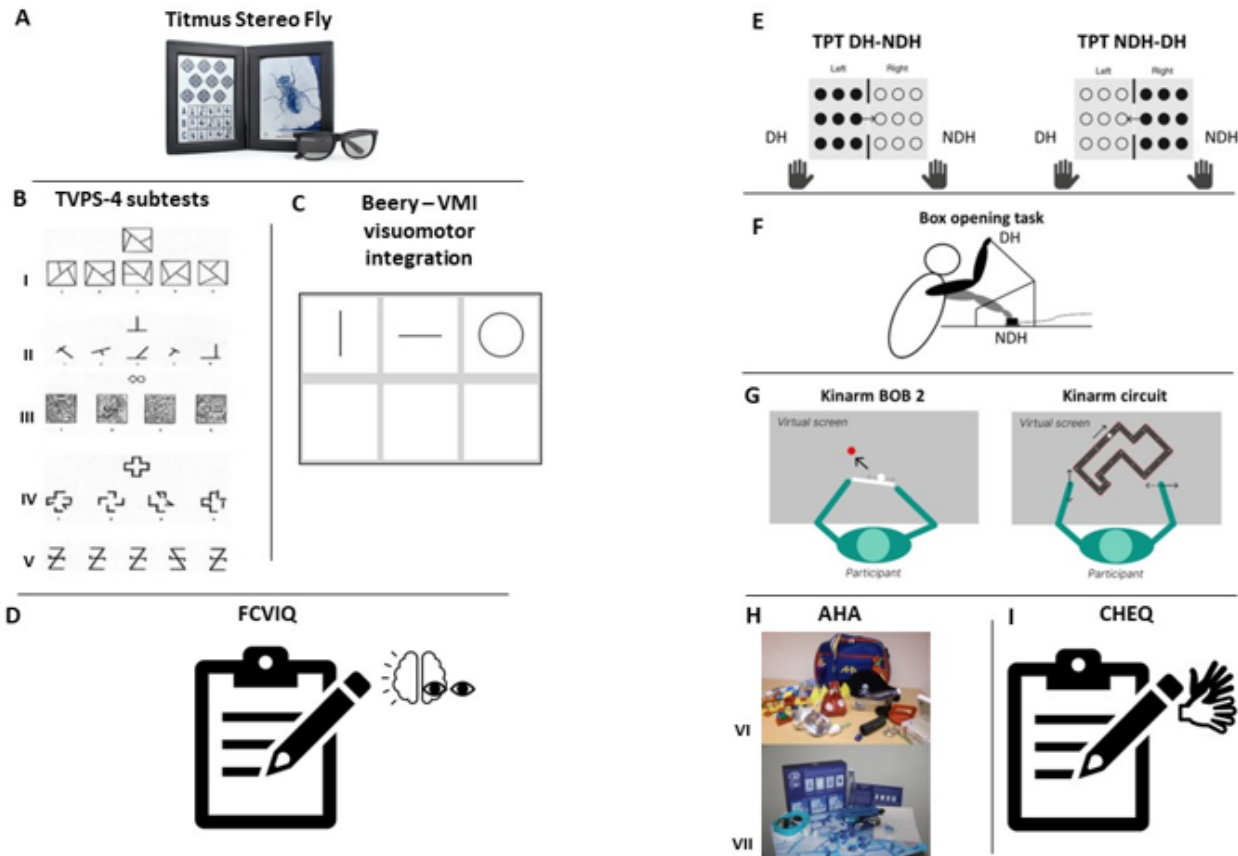 A
Titmus Stereo Fly
A
B
C
B
TVPS-4 subtests
I
II
III
IV
V
C
Beery – VMI
visuomotor
integration
D
FCVIQ
E
TPT DH-NDH
Left Right
DH NDH
TPT NDH-DH
Left Right
DH NDH
F
Box opening task
DH
NDH
G
Kinarm BOB 2
Virtual screen
Participant
Kinarm circuit
Virtual screen
Participant
H
AHA
VI
VII
I
CHEQ